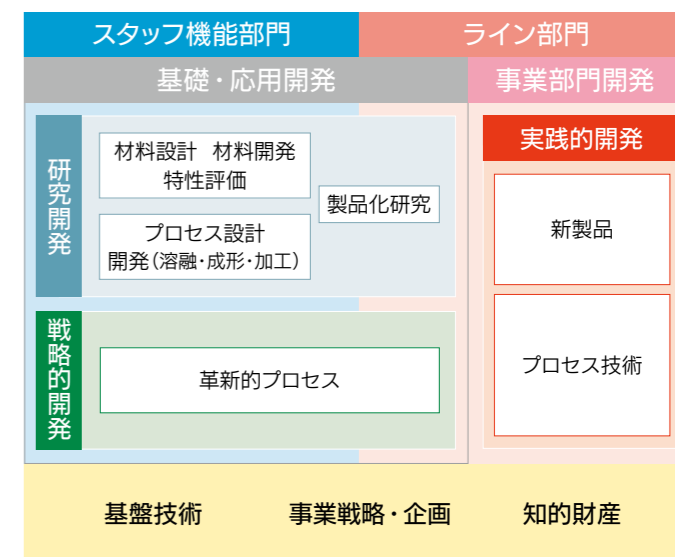 スタッフ機能部門
ライン部門
基礎・応用開発
事業部門開発
研究開発
材料設計 材料開発
特性評価
プロセス設計
開発(溶融・成形・加工)
製品化研究
戦略的開発
革新的プロセス
実践的開発
新製品
プロセス技術
基盤技術
事業戦略・企画
知的財産